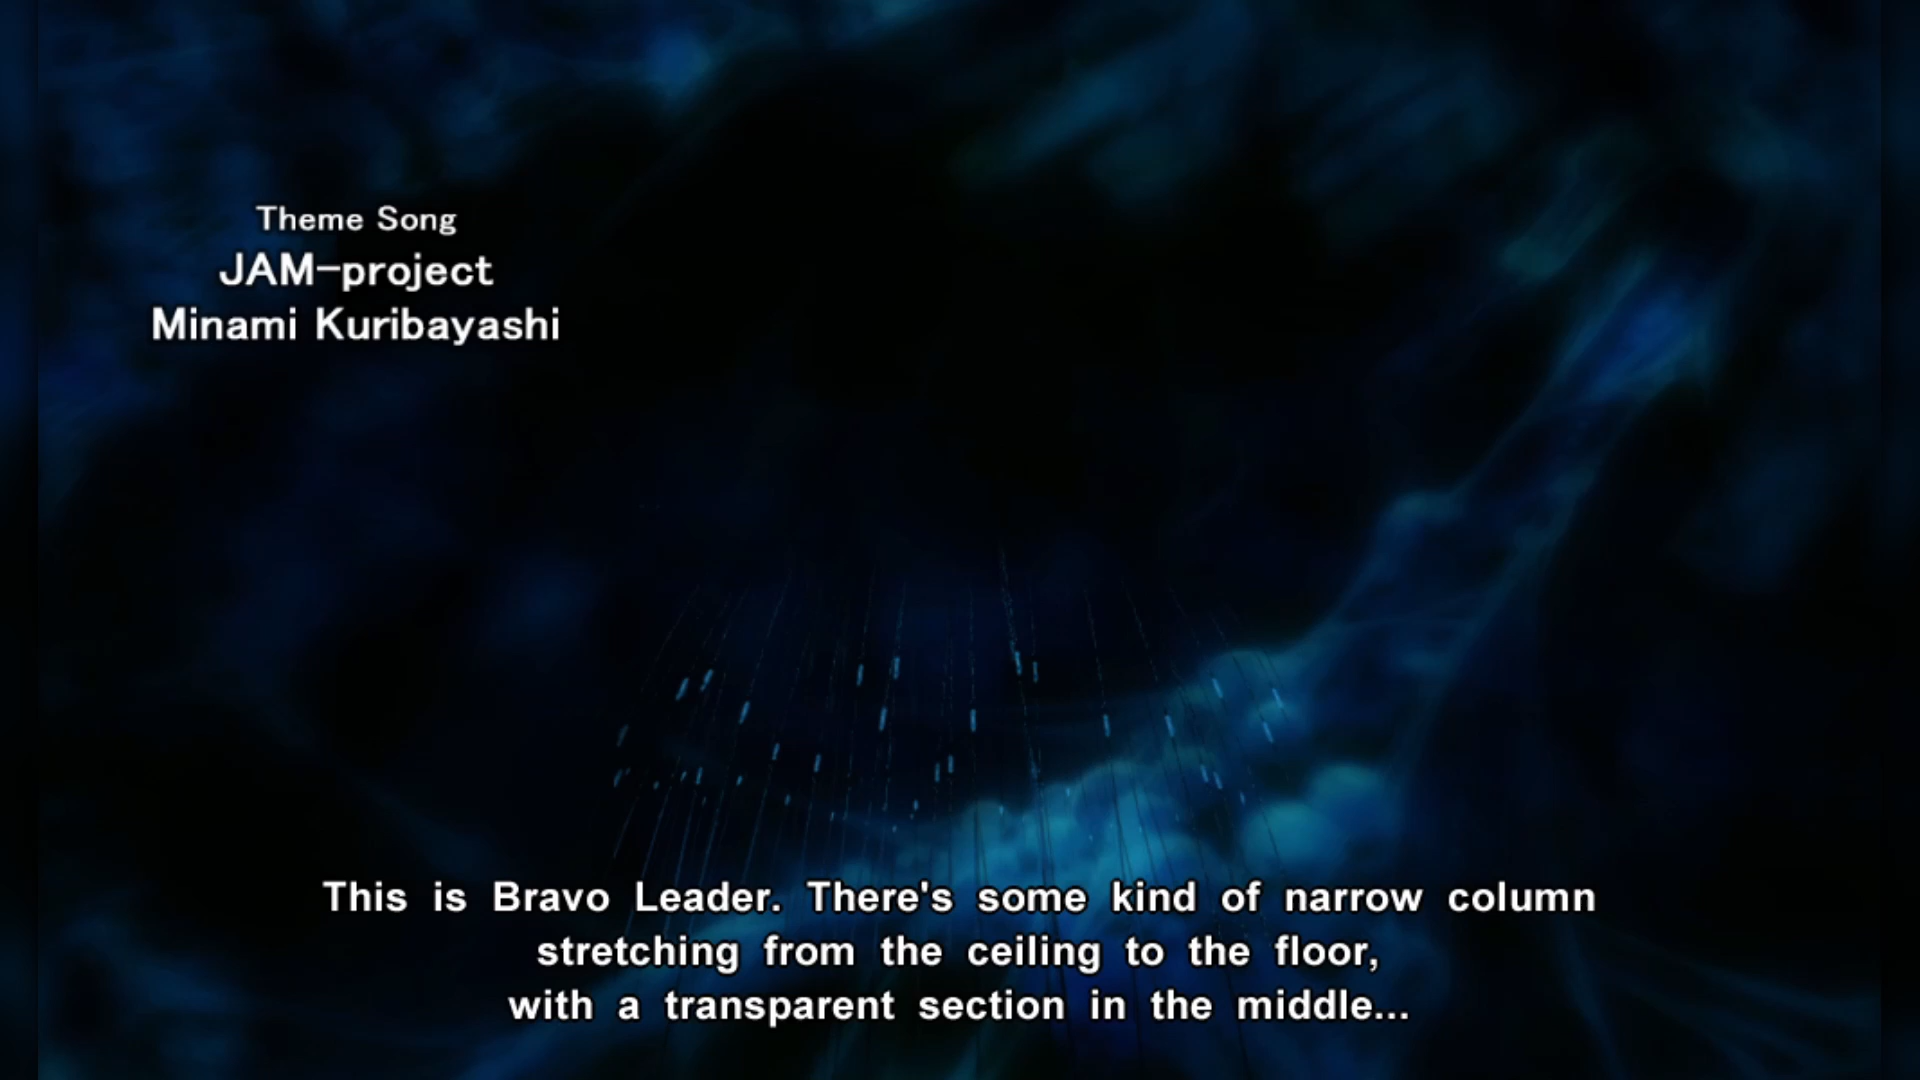 Theme Song
JAM-project
Minami Kuribayashi
This is Bravo Leader. There's some kind of narrow column
stretching from the ceiling to the floor,
with a transparent section in the middle...